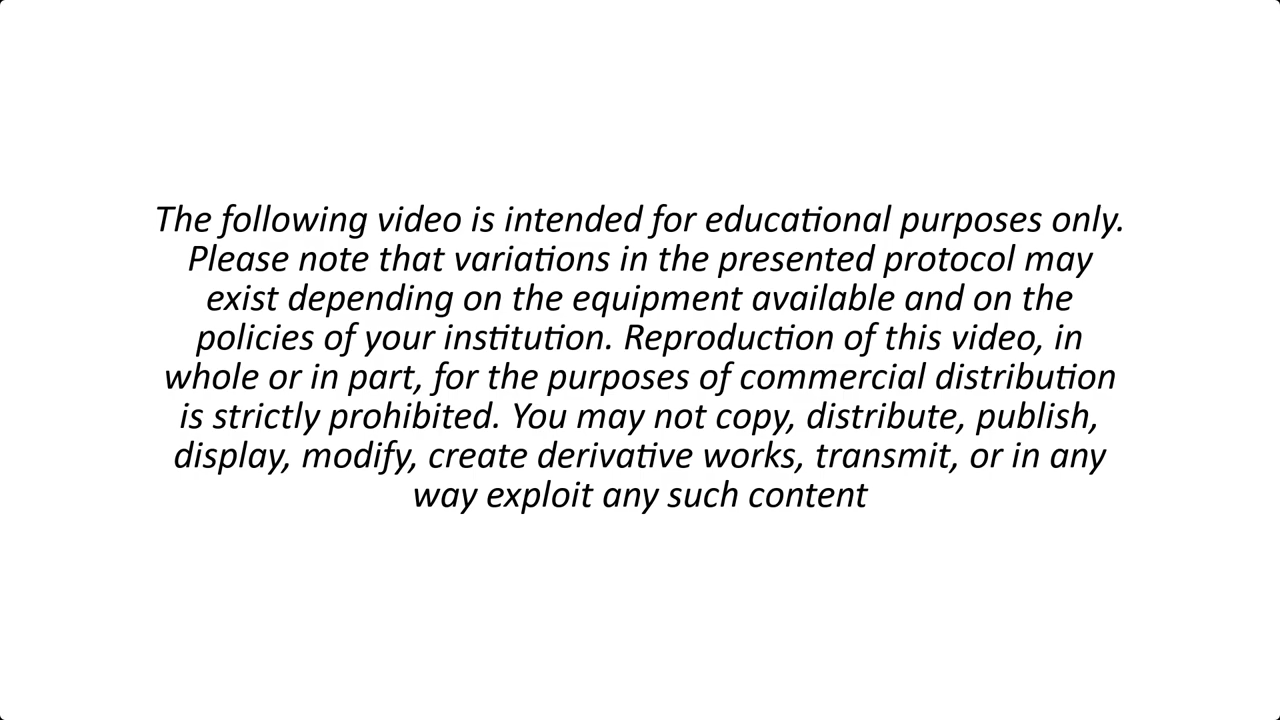 The following video is intended for educational purposes only.
Please note that variations in the presented protocol may
exist depending on the equipment available and on the
policies of your institution. Reproduction of this video, in
whole or in part, for the purposes of commercial distribution
is strictly prohibited. You may not copy, distribute, publish,
display, modify, create derivative works, transmit, or in any
way exploit any such content